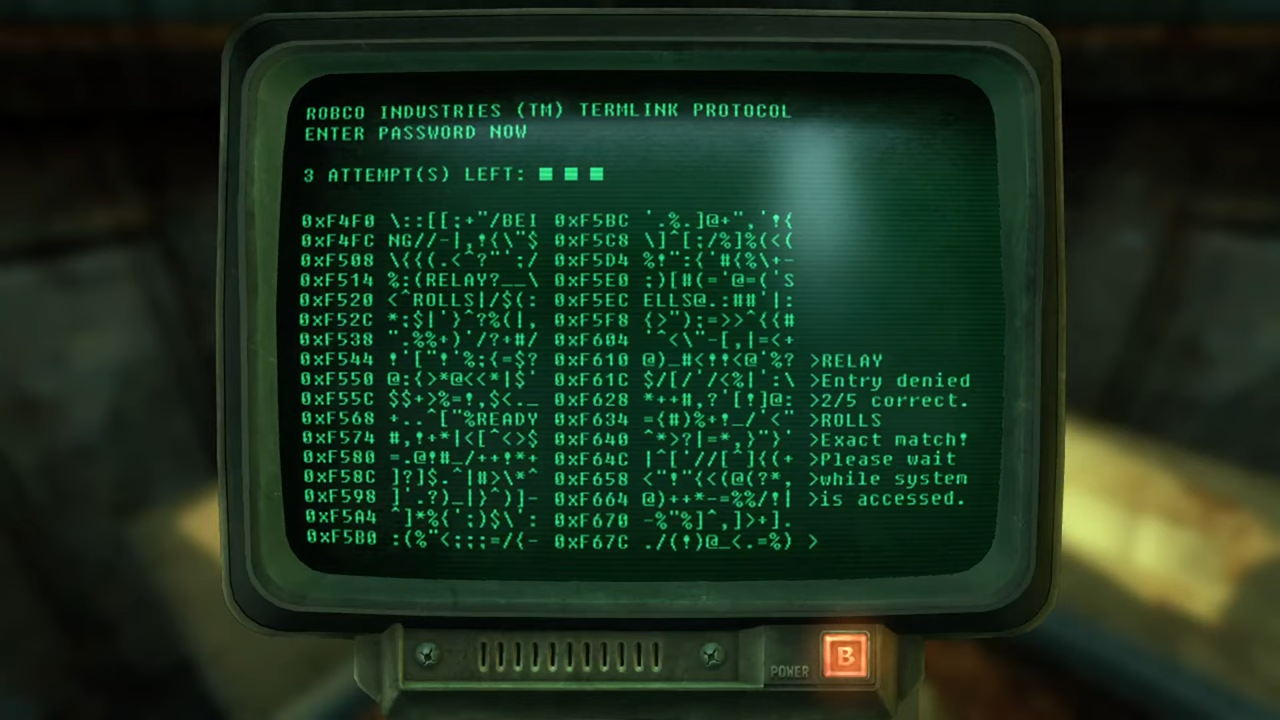 ROBCO INDUSTRIES (TM) TERMLINK PROTOCOL
ENTER PASSWORD NOW
3 ATTEMPT(S) LEFT: ■ ■ ■
0xF4F0 \::[[;+"/BEI 0xF5BC '.%.]@+",'!{
0xF4FC NG//-|,!{\"$ 0xF5C8 \]^[;/%]%(<(
0xF508 \{{(.<^?"';/ 0xF5D4 %!":{'#{%\+-
0xF514 %;(RELAY?__\ 0xF5E0 ;)[#(='@=('S
0xF520 <^ROLLS|/$(: 0xF5EC ELLS@.:##'|:
0xF52C *;$|'}^?%(|, 0xF5F8 {>");=>>^{{#
0xF538 ".%%+)'/?+#/ 0xF604 '^<\"-[,|=<+
0xF544 !'["!'%;{=$? 0xF610 @)_#<!!<@'%? >RELAY
0xF550 @:{>*@<<*|$' 0xF61C $/[/'/<%|':\ >Entry denied
0xF55C $$+>%=!,$<._ 0xF628 *++#,?'[!]@: >2/5 correct.
0xF568 +..^["%READY 0xF634 ={#)%+!_/'<" >ROLLS
0xF574 #,!+*|<[^<>$ 0xF640 ^*>?|=*,}"}' >Exact match!
0xF580 =.@!#_/++!*+ 0xF64C |^['//[^]{(+ >Please wait
0xF58C ]?]$.^|#>\*^ 0xF658 <"!"{<(@(?*, >while system
0xF598 ]'.?)_|}^)]- 0xF664 @)++*-=%%/!| >is accessed.
0xF5A4 ^]*%{':)$\': 0xF670 -%"%]^,]>+].
0xF5B0 :(%"<;;;=/{- 0xF67C ./(!)@_<.=%) >
POWER
B